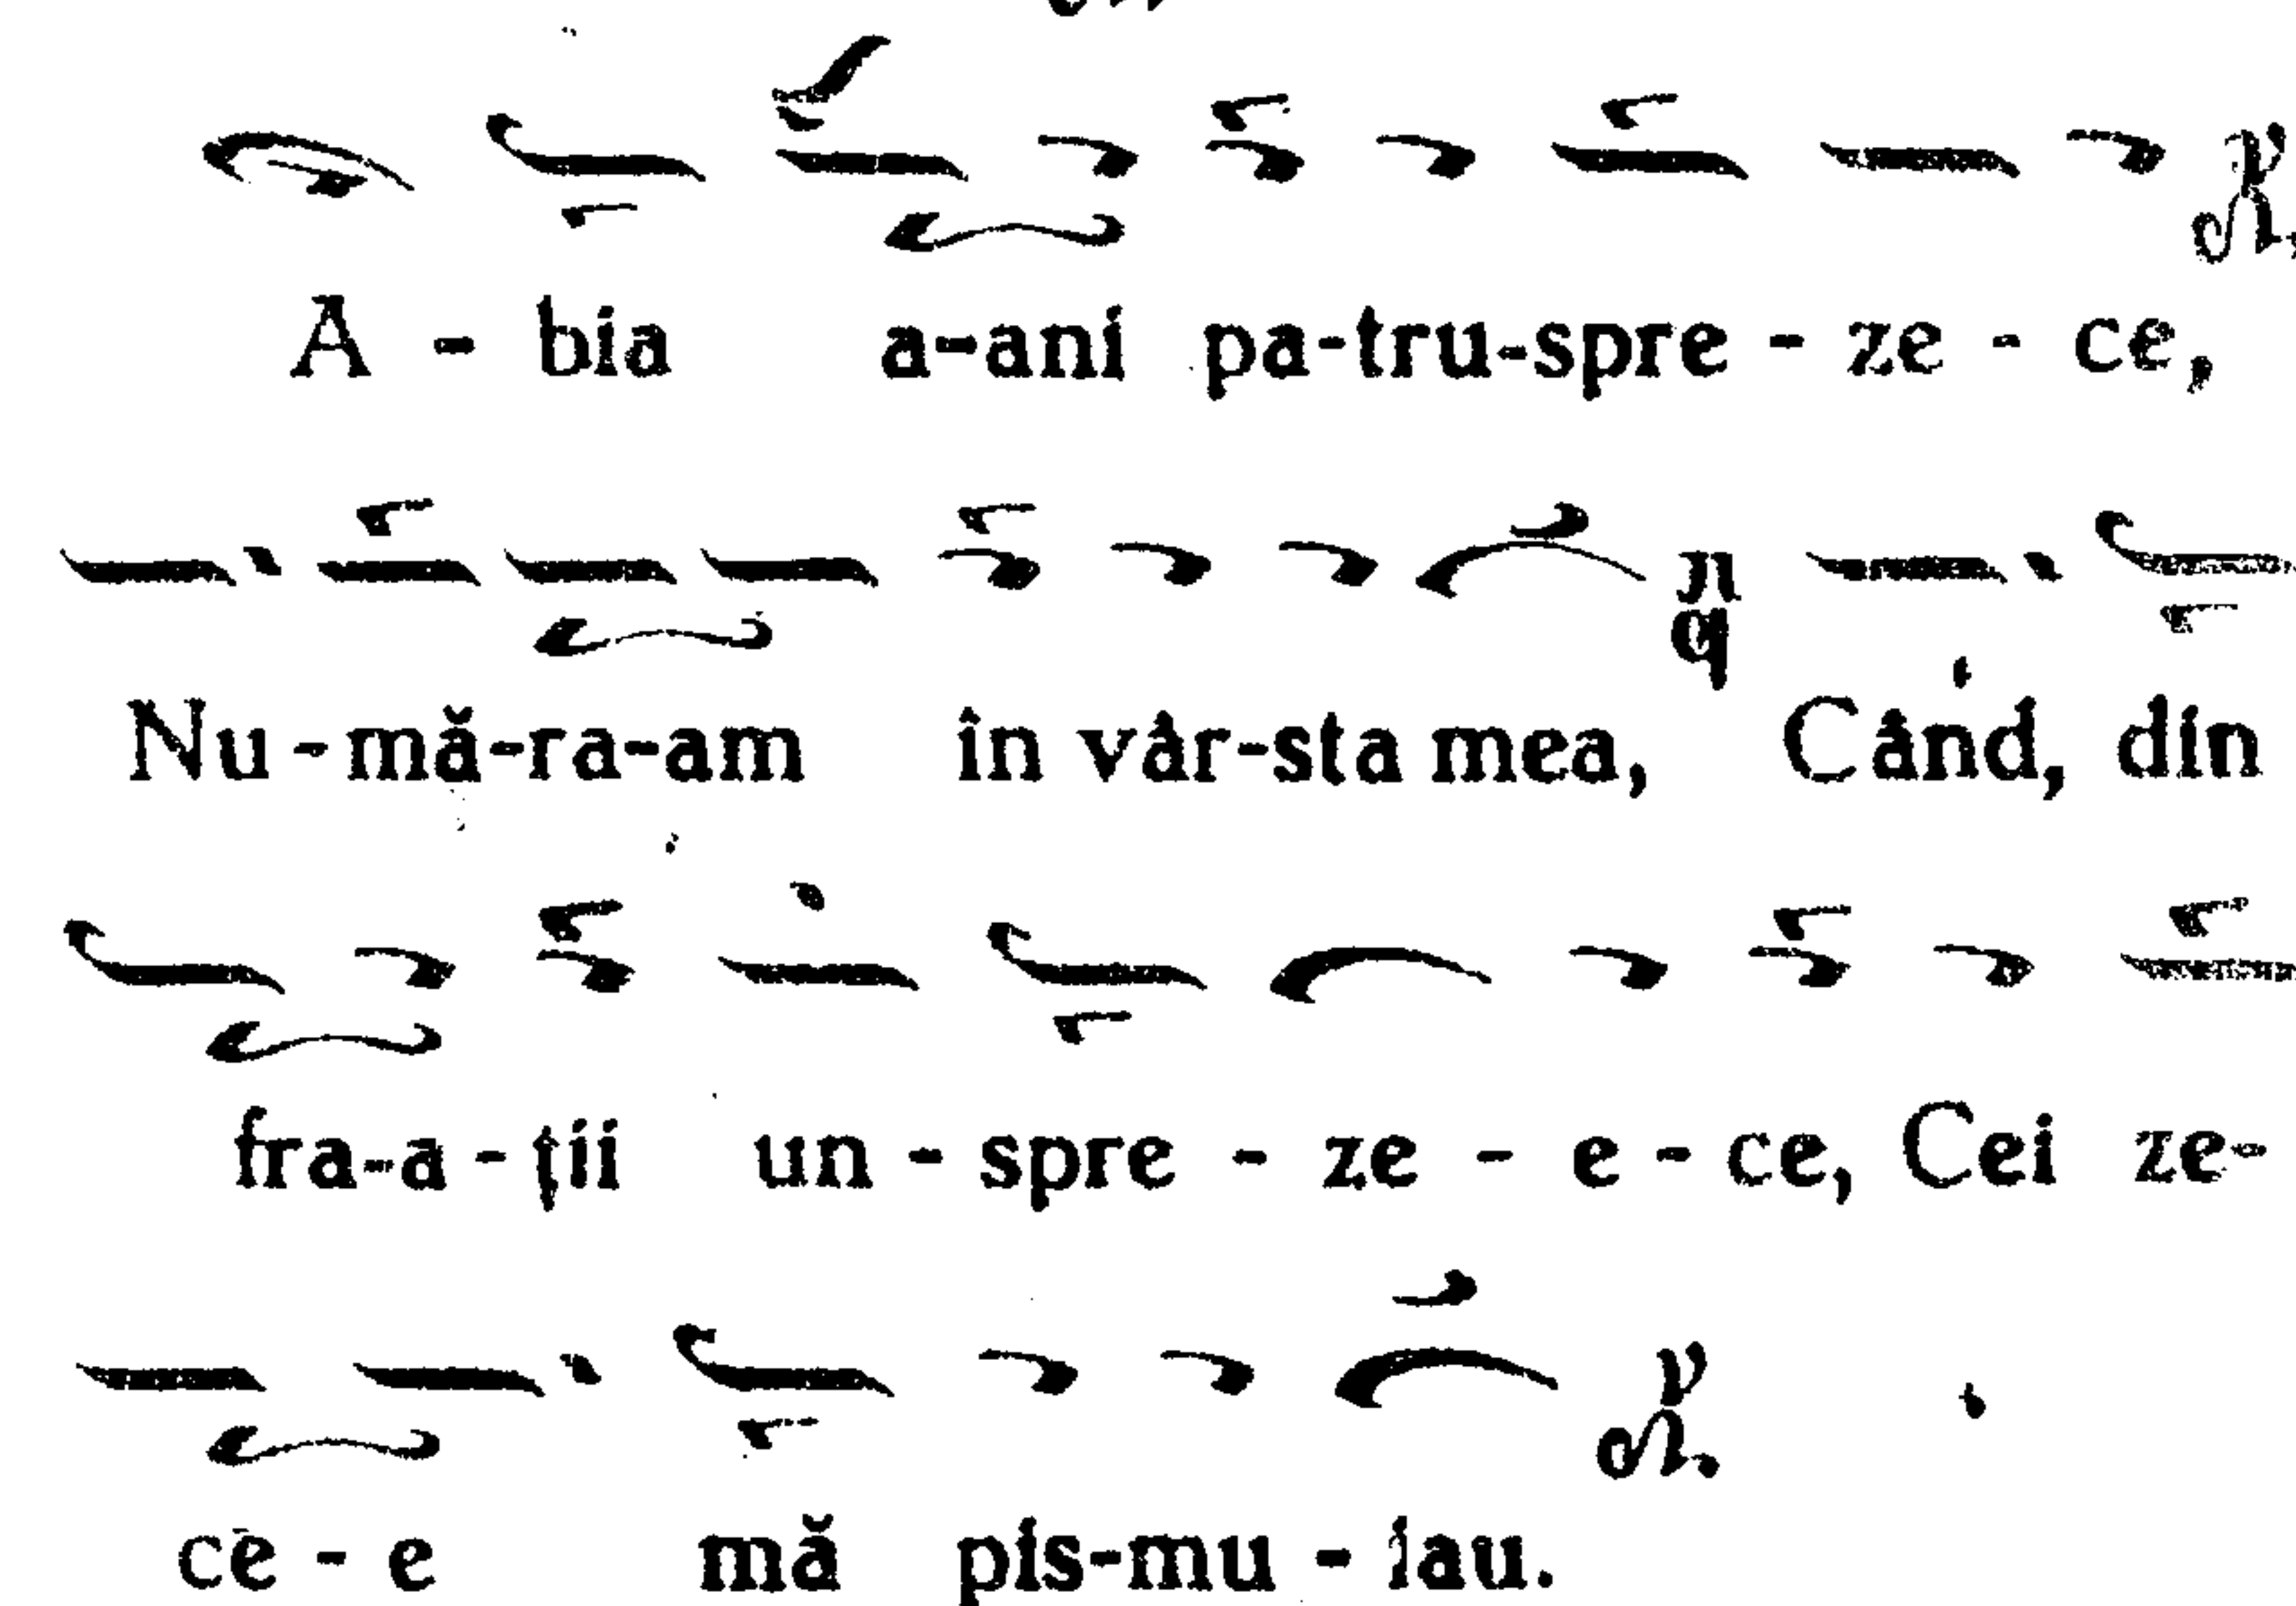 A - bia a-ani pa-tru-spre - ze - ce,
Nu-mă-ra-am în vâr-sta mea, Când, din
fra-a-ții un-spre - ze - e - ce, Cei ze-
ce - e mă pis-mu - iau.